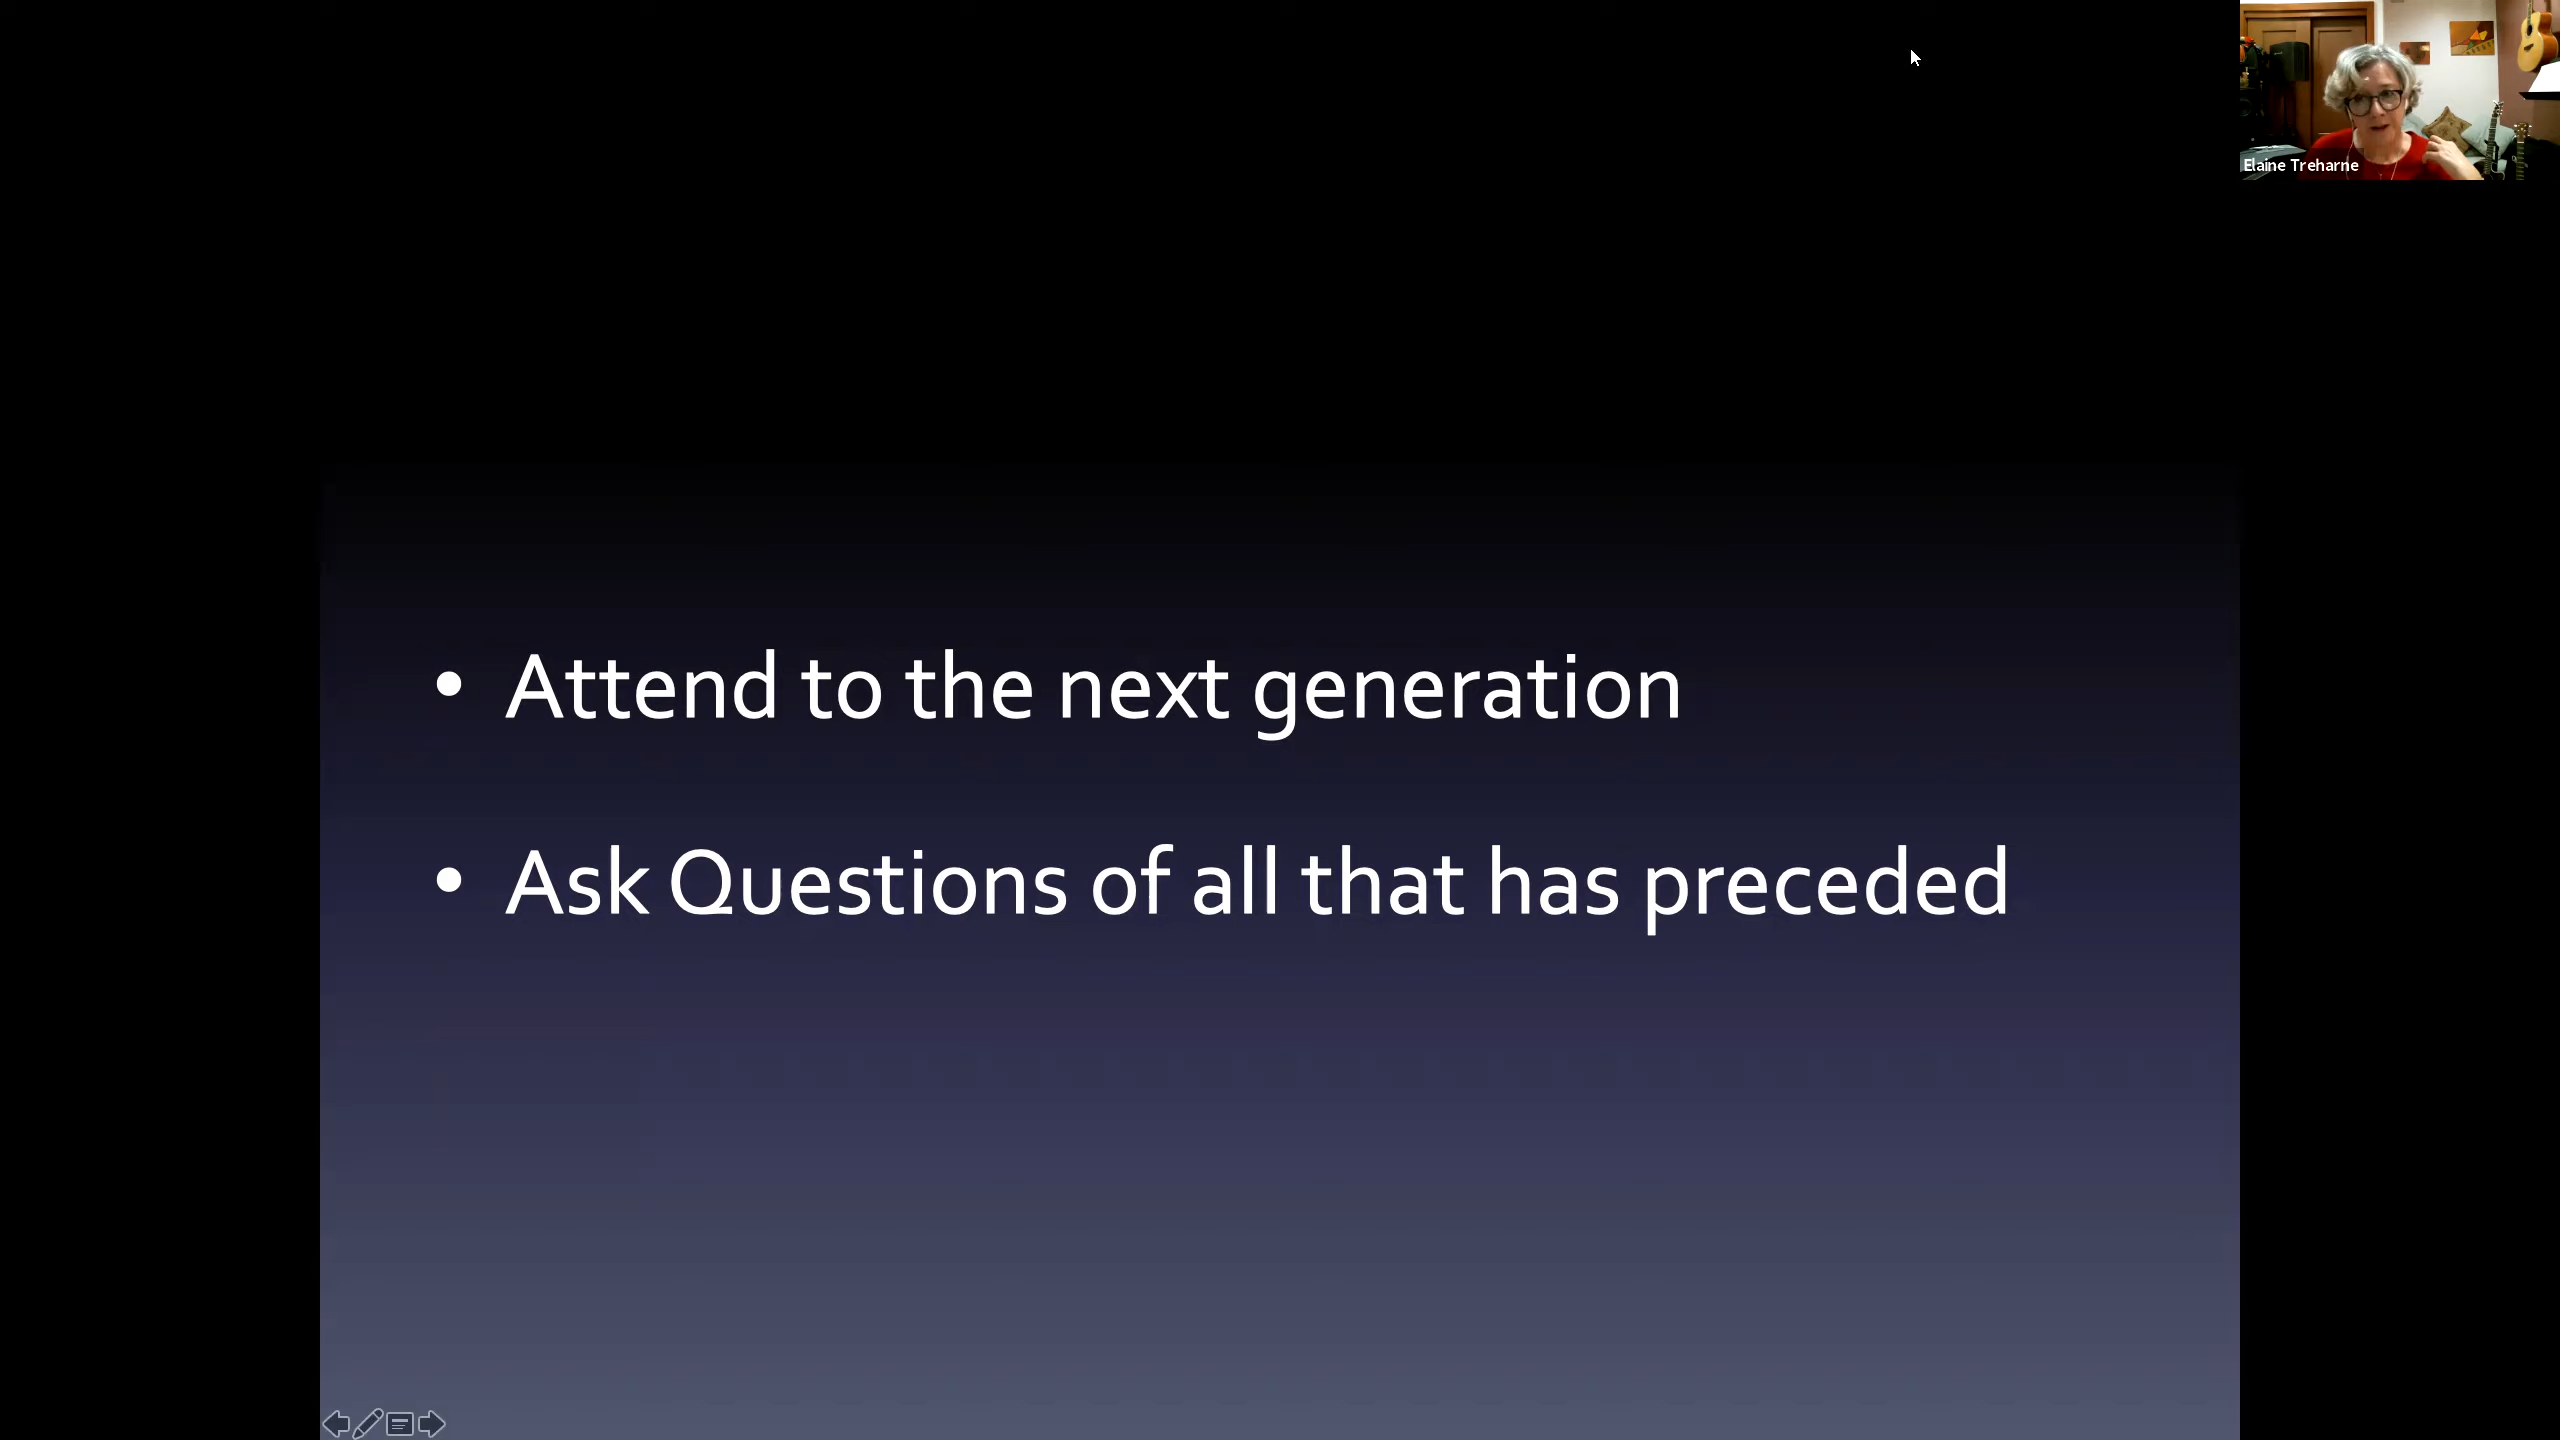 Elaine Treharne
• Attend to the next generation
• Ask Questions of all that has preceded